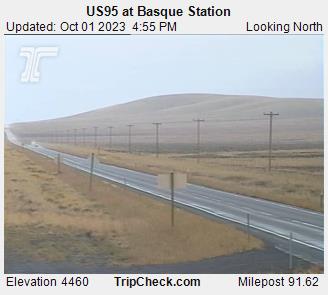 US95 at Basque Station
Updated: Oct 01 2023 4:55 PM Looking North
Elevation 4460 TripCheck.com Milepost 91.62